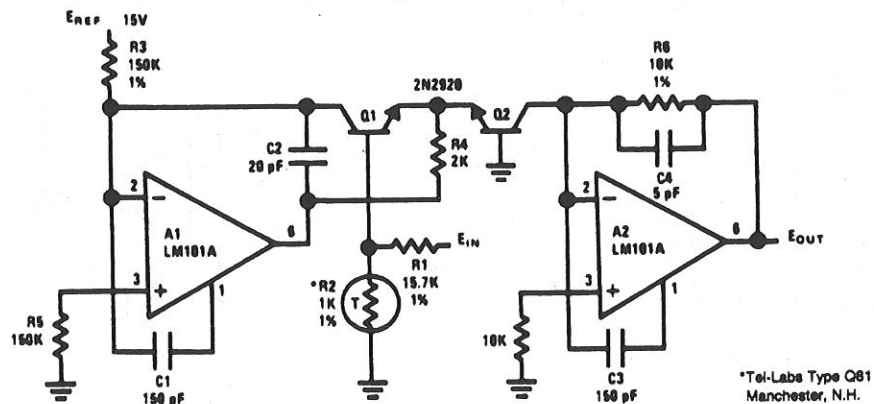 EREF 15V
R3
150K
1%
2N2920
R6
10K
1%
Q1
Q2
C2
20 pF
R4
2K
C4
5 pF
2
A1
LM101A
6
3
1
R5
150K
C1
150 pF
EIN
R1
15.7K
1%
*R2
1K
1%
T
2
A2
LM101A
6
EOUT
3
1
10K
C3
150 pF
*Tel-Labs Type Q81
Manchester, N.H.